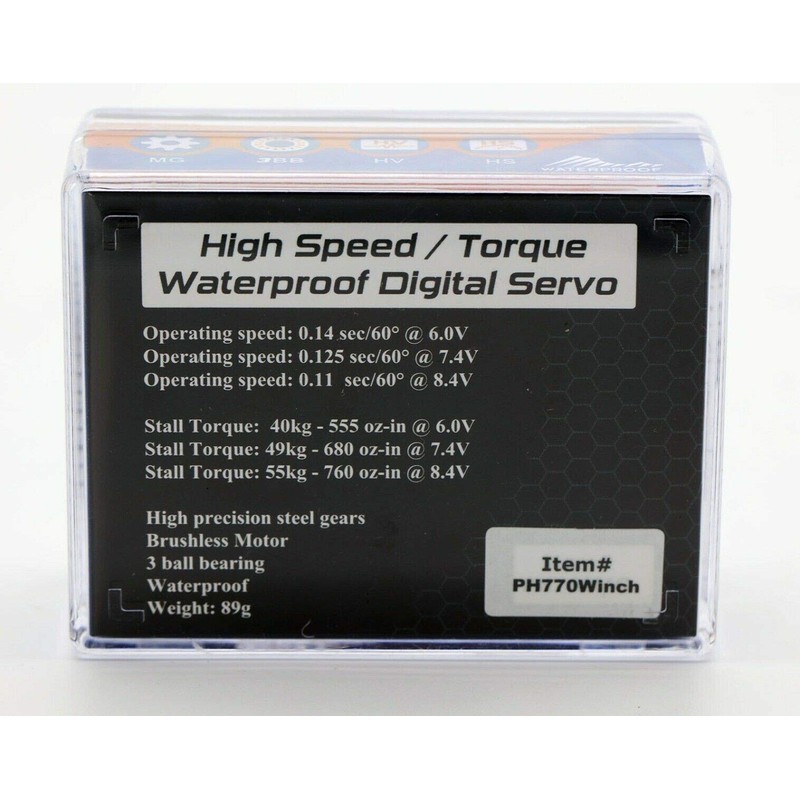 MG 3BB HV HS WATERPROOF
High Speed / Torque
Waterproof Digital Servo
Operating speed: 0.14 sec/60° @ 6.0V
Operating speed: 0.125 sec/60° @ 7.4V
Operating speed: 0.11 sec/60° @ 8.4V
Stall Torque: 40kg - 555 oz-in @ 6.0V
Stall Torque: 49kg - 680 oz-in @ 7.4V
Stall Torque: 55kg - 760 oz-in @ 8.4V
High precision steel gears
Brushless Motor
3 ball bearing
Waterproof
Weight: 89g
Item#
PH770Winch